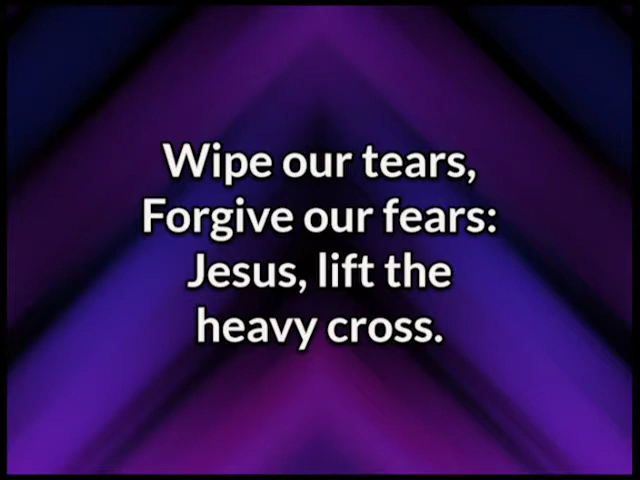 Wipe our tears,
Forgive our fears:
Jesus, lift the
heavy cross.